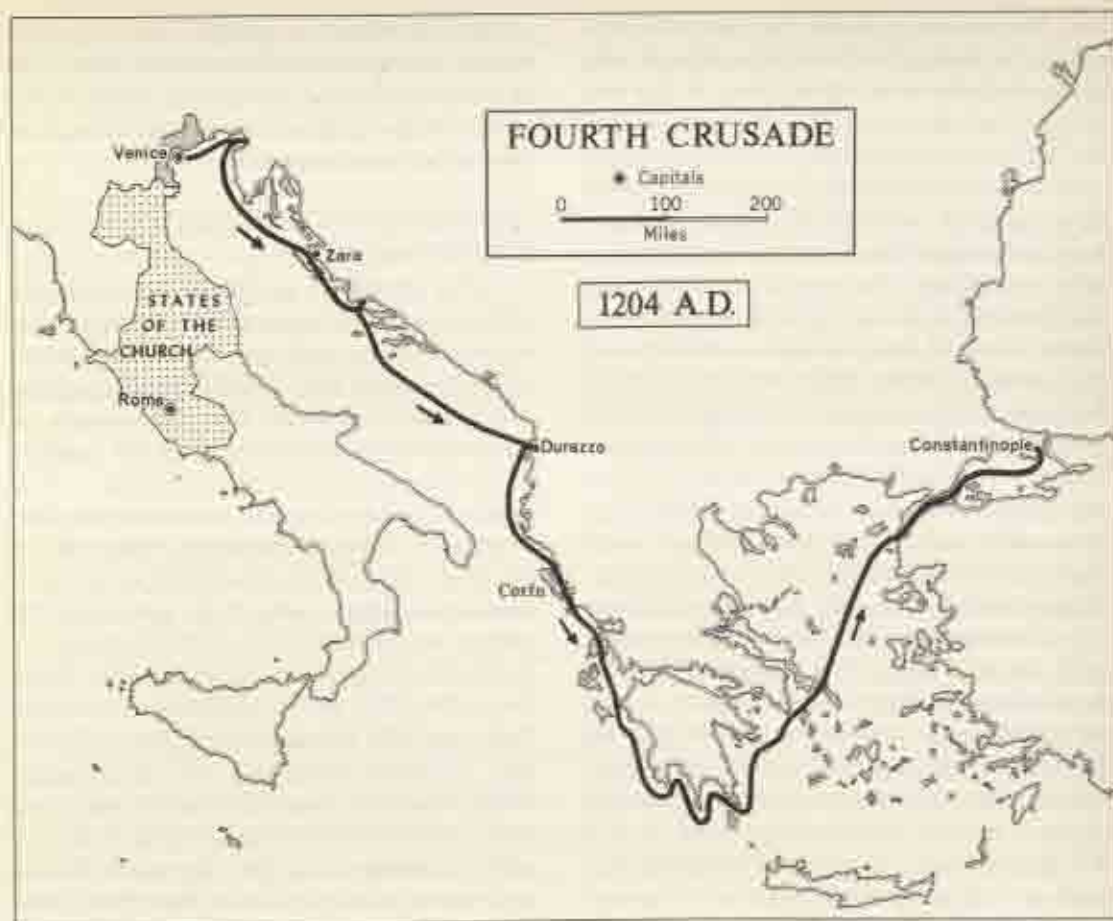 FOURTH CRUSADE
Capitals
0 100 200
Miles
1204 A.D.
Venice
Zara
STATES
OF THE
CHURCH
Rome
Durazzo
Constantinople
Corfu